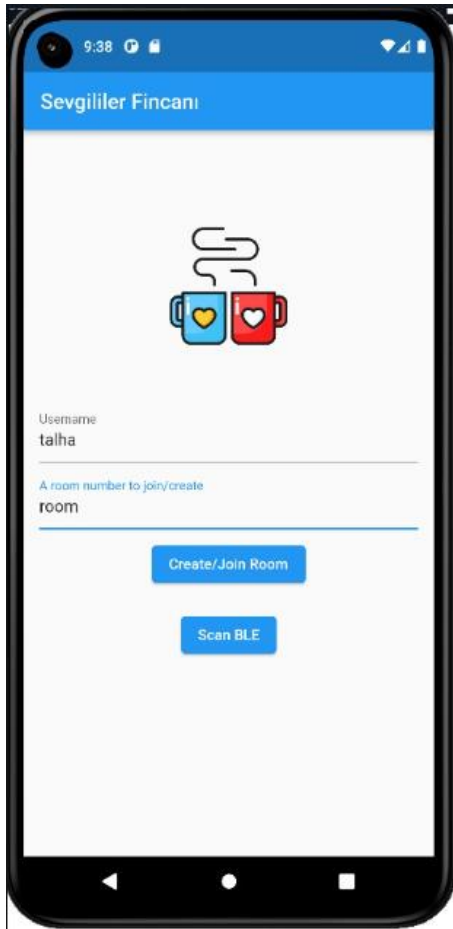 9:38
Sevgililer Fincanı
Username
talha
A room number to join/create
room
Create/Join Room
Scan BLE